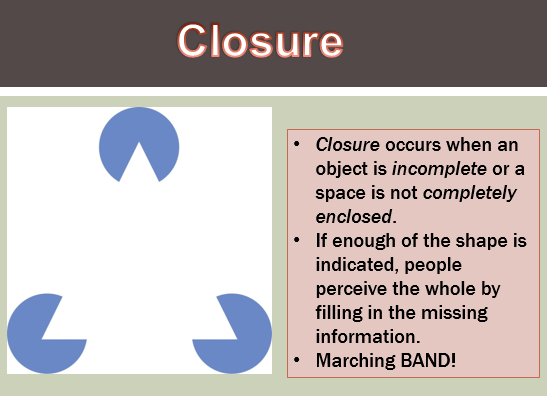 Closure
• Closure occurs when an
object is incomplete or a
space is not completely
enclosed.
• If enough of the shape is
indicated, people
perceive the whole by
filling in the missing
information.
• Marching BAND!